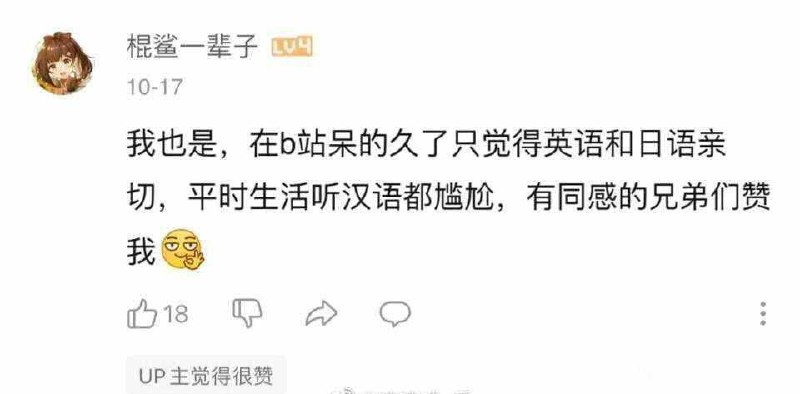 棍鲨一辈子 LV4
10-17
我也是，在b站呆的久了只觉得英语和日语亲
切，平时生活听汉语都尴尬，有同感的兄弟们赞
我
18
UP主觉得很赞